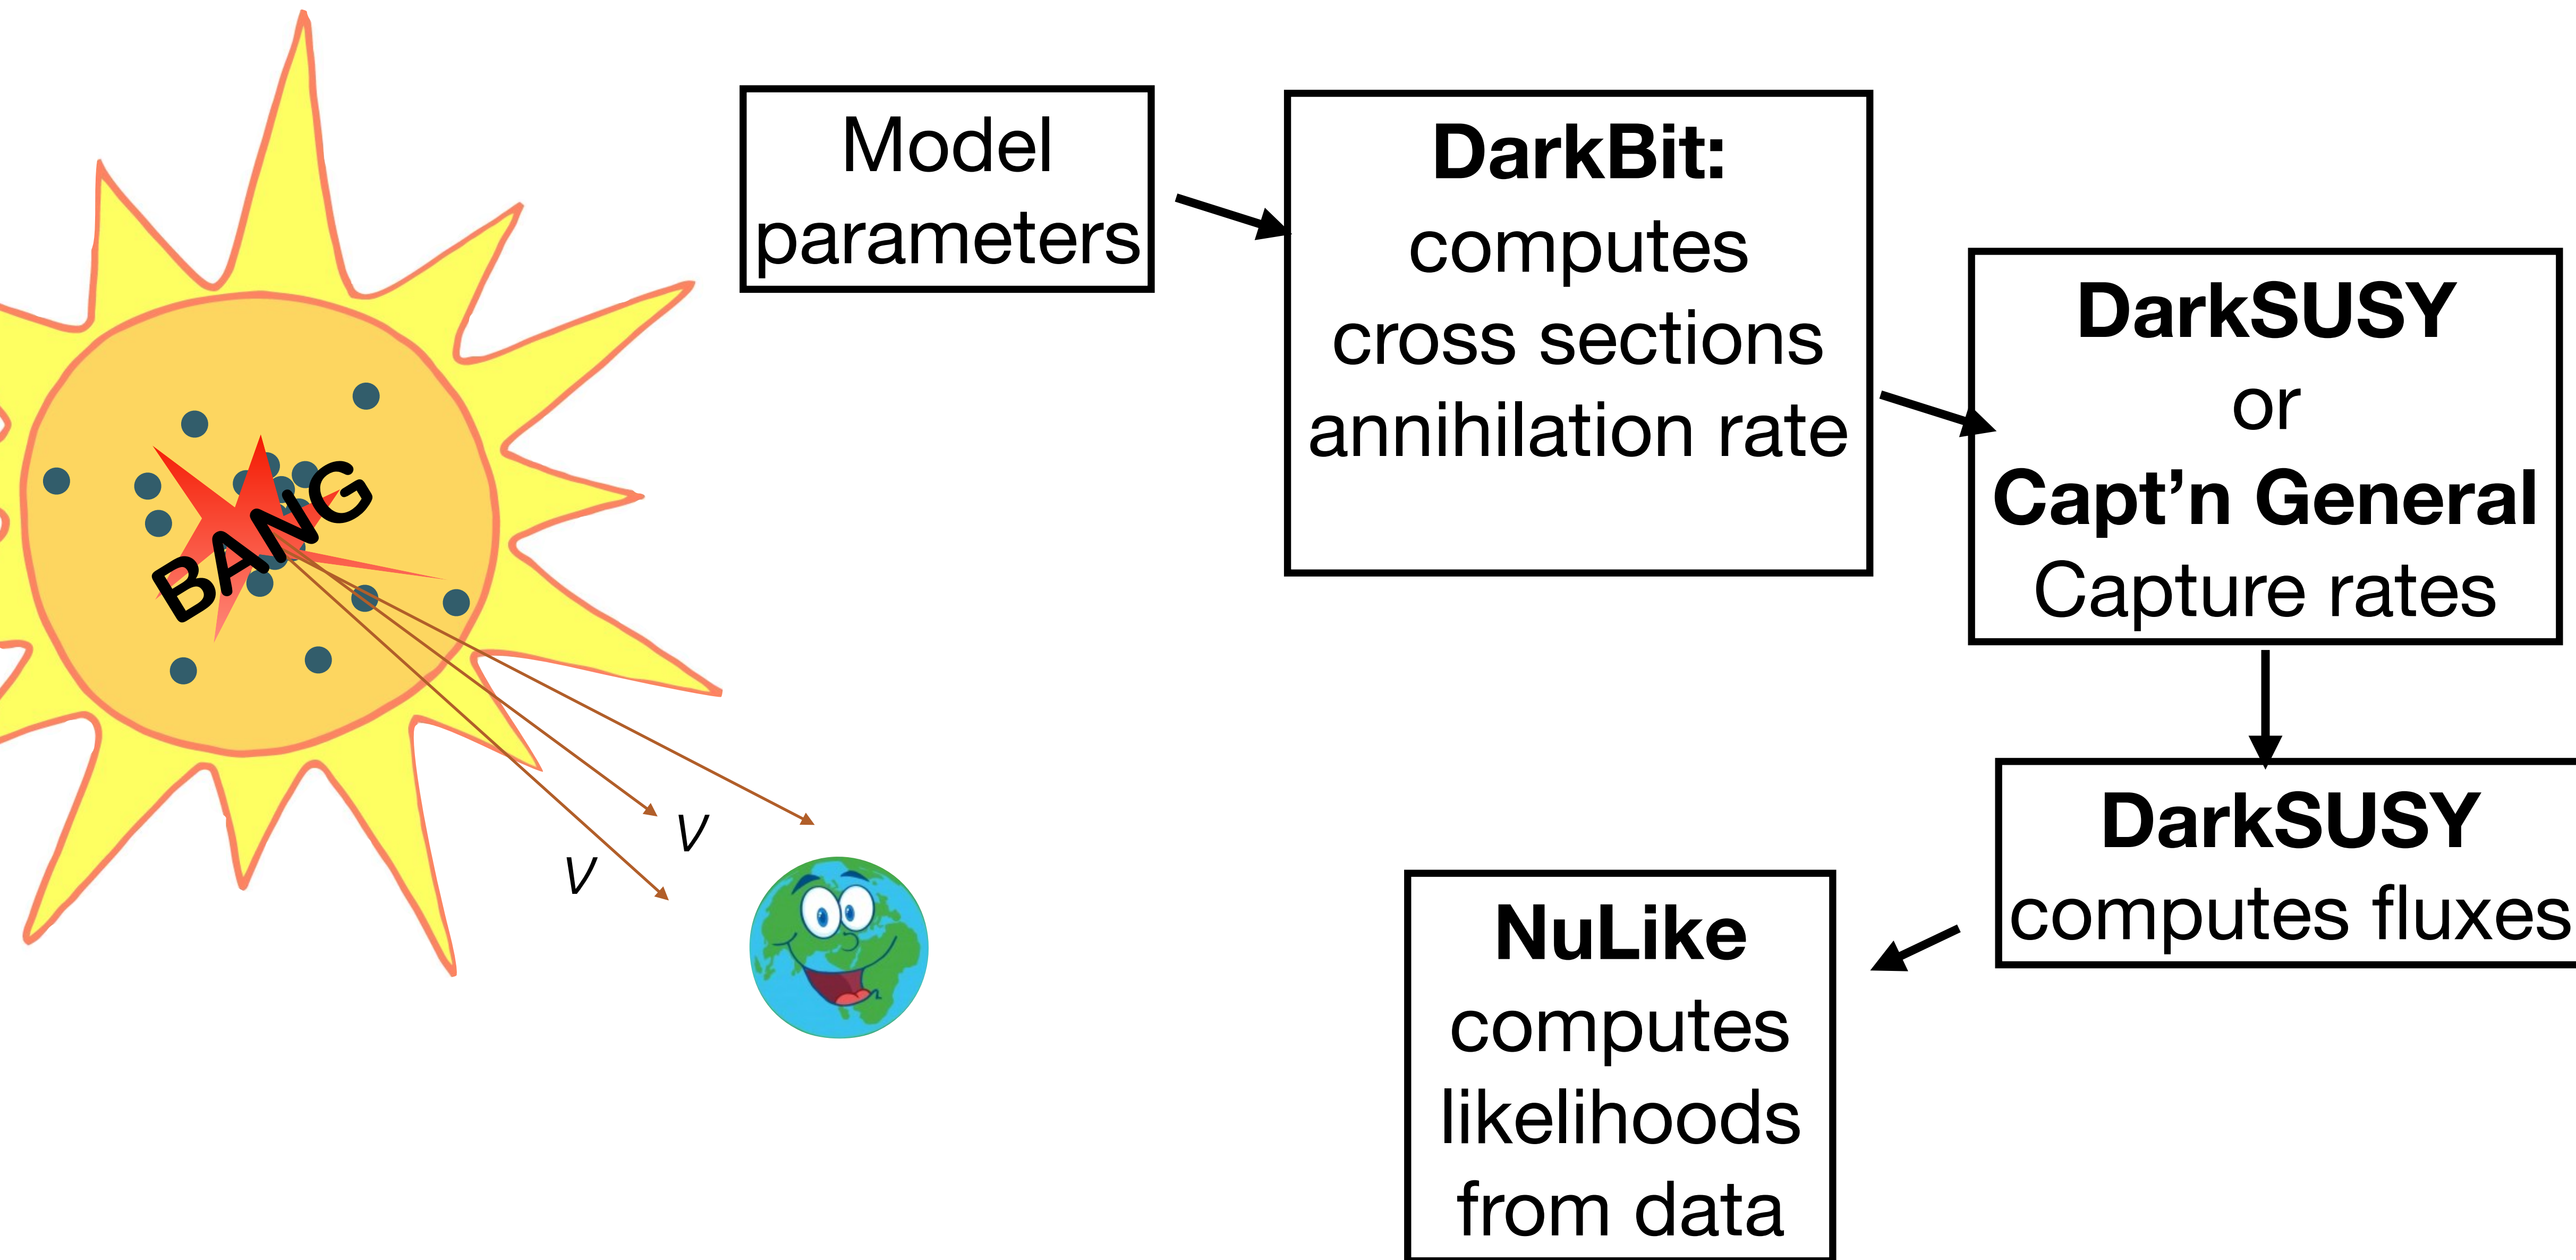 Model
parameters
DarkBit:
computes
cross sections
annihilation rate
DarkSUSY
or
Capt’n General
Capture rates
DarkSUSY
computes fluxes
NuLike
computes
likelihoods
from data
BANG
ν
ν